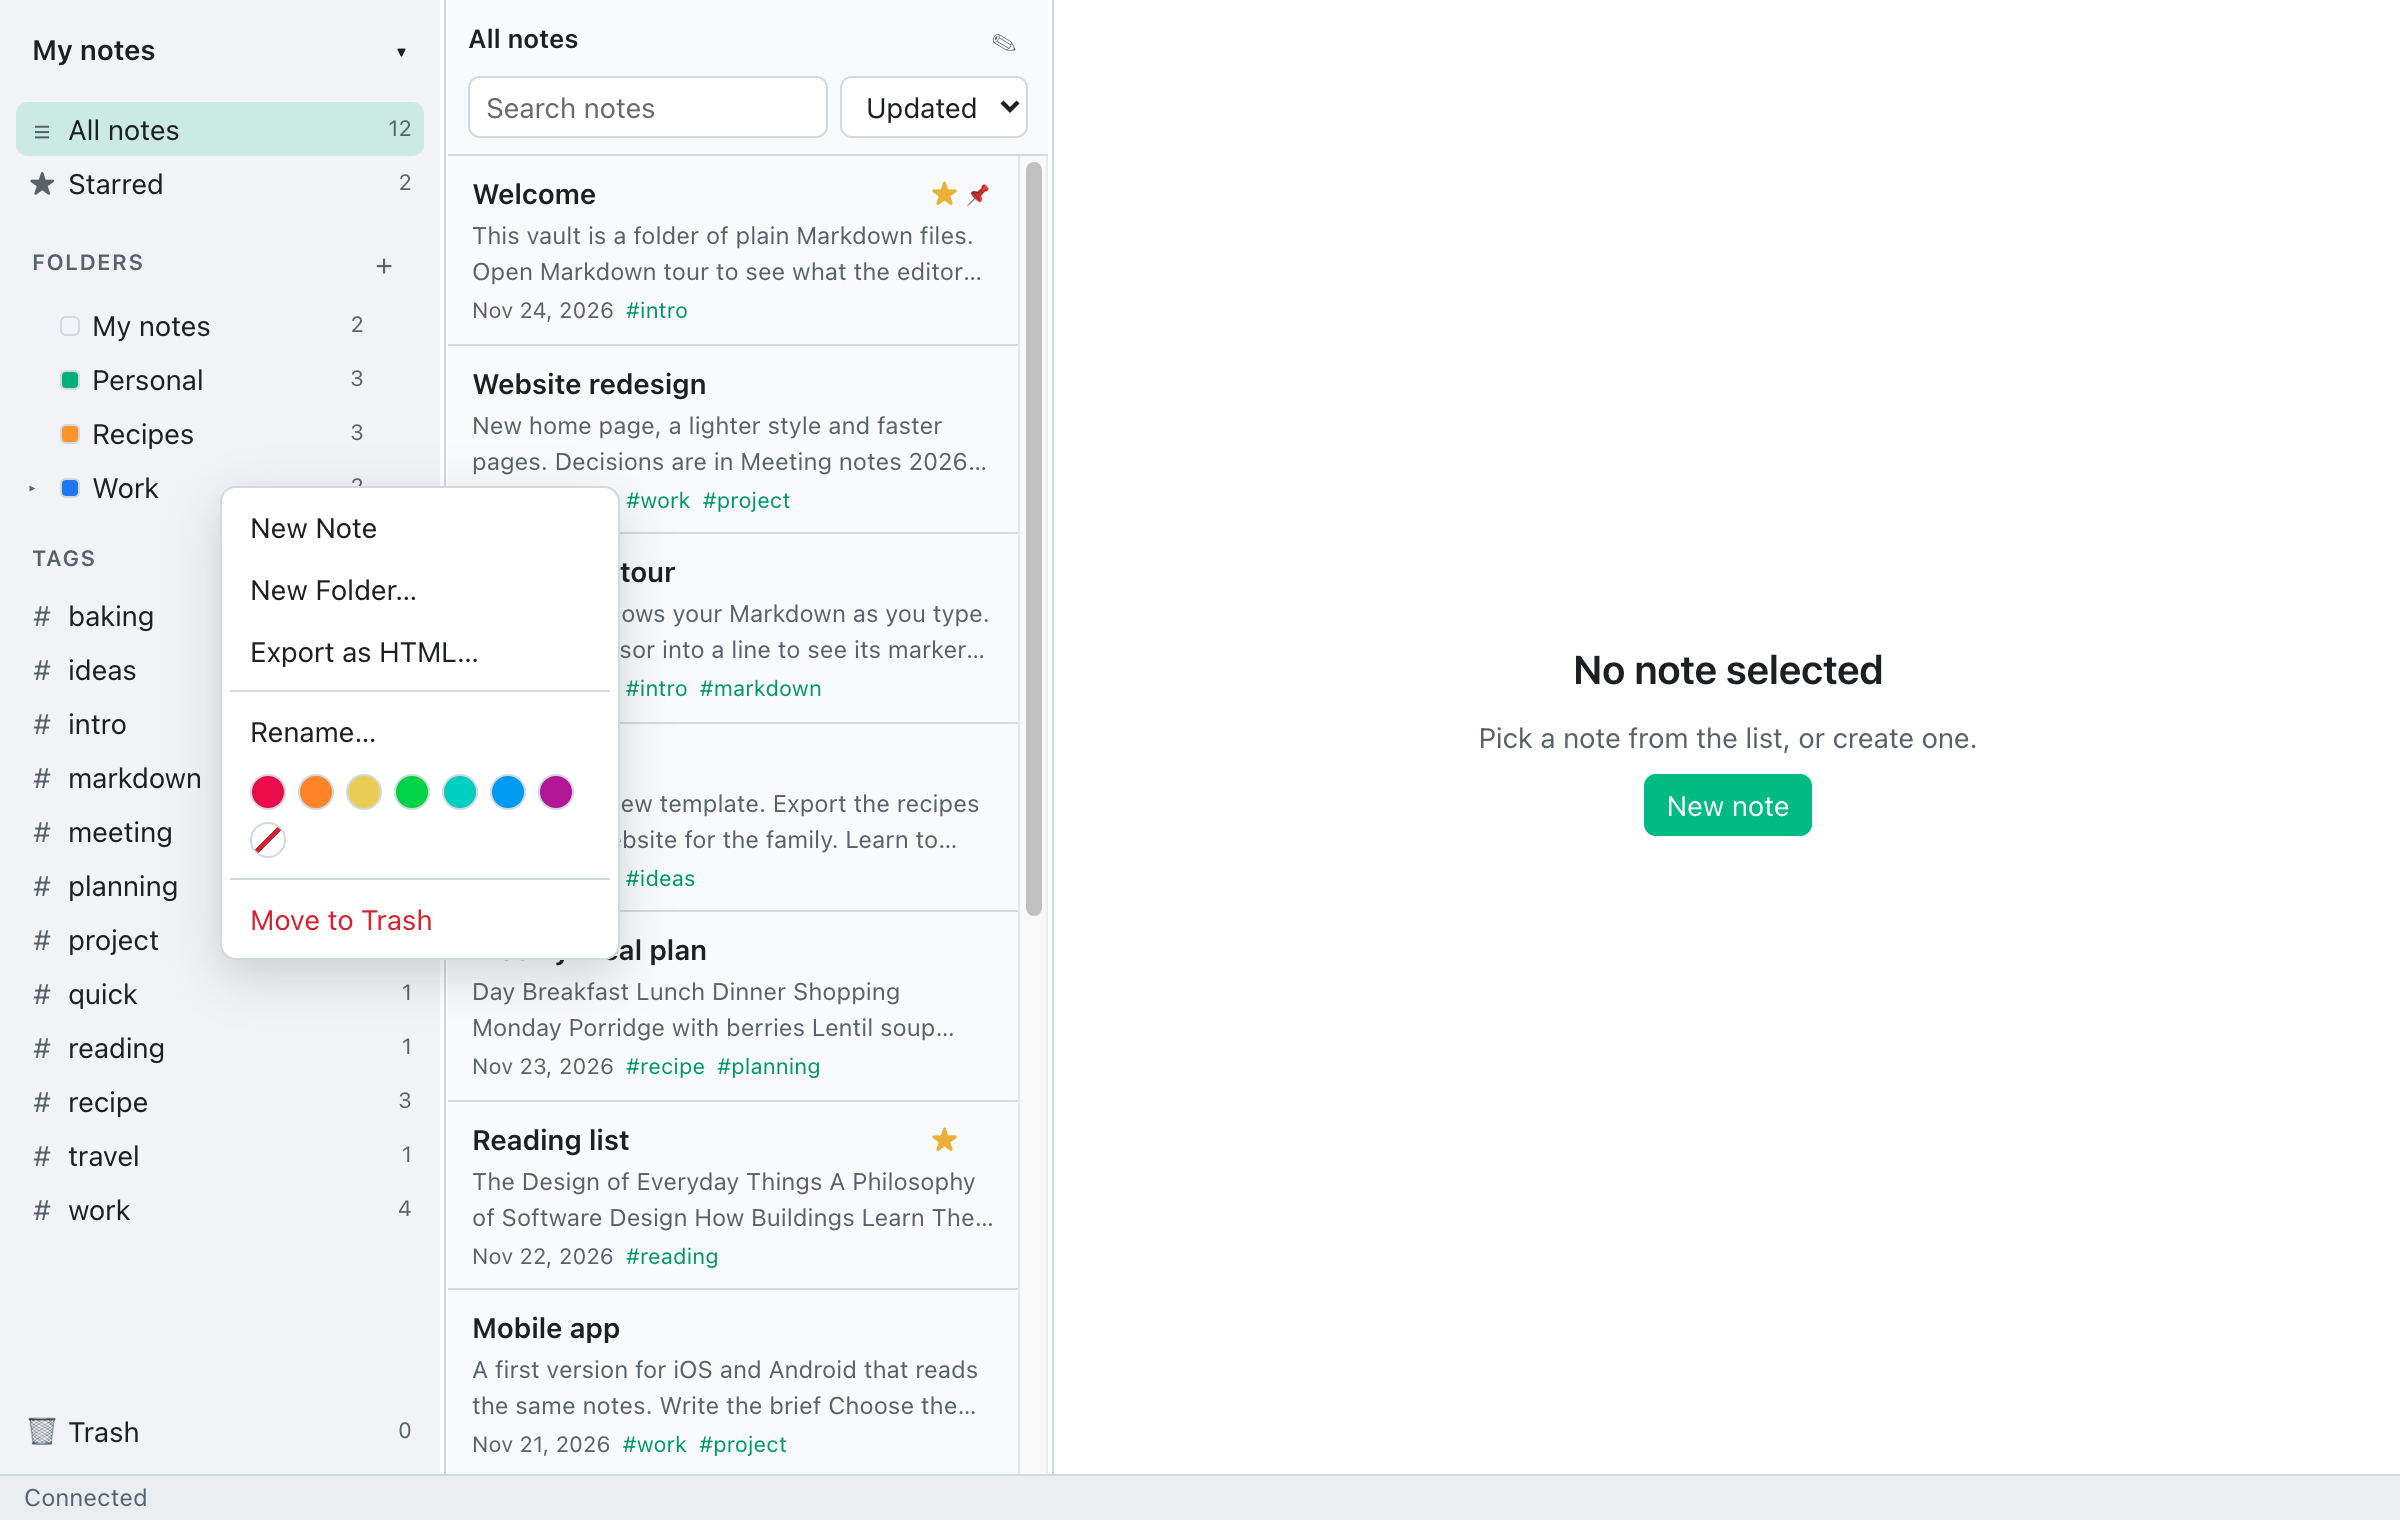 My notes
All notes 12
Starred 2
FOLDERS
My notes 2
Personal 3
Recipes 3
Work
TAGS
# baking
# ideas
# intro
# markdown
# meeting
# planning
# project
# quick 1
# reading 1
# recipe 3
# travel 1
# work 4
Trash 0
Connected
New Note
New Folder...
Export as HTML...
Rename...
Move to Trash
All notes
Search notes
Updated
Welcome
This vault is a folder of plain Markdown files.
Open Markdown tour to see what the editor...
Nov 24, 2026 #intro
Website redesign
New home page, a lighter style and faster
pages. Decisions are in Meeting notes 2026...
#work #project
tour
your Markdown as you type.
into a line to see its marker...
#intro #markdown
template. Export the recipes
for the family. Learn to...
#ideas
plan
Day Breakfast Lunch Dinner Shopping
Monday Porridge with berries Lentil soup...
Nov 23, 2026 #recipe #planning
Reading list
The Design of Everyday Things A Philosophy
of Software Design How Buildings Learn The...
Nov 22, 2026 #reading
Mobile app
A first version for iOS and Android that reads
the same notes. Write the brief Choose the...
Nov 21, 2026 #work #project
No note selected
Pick a note from the list, or create one.
New note